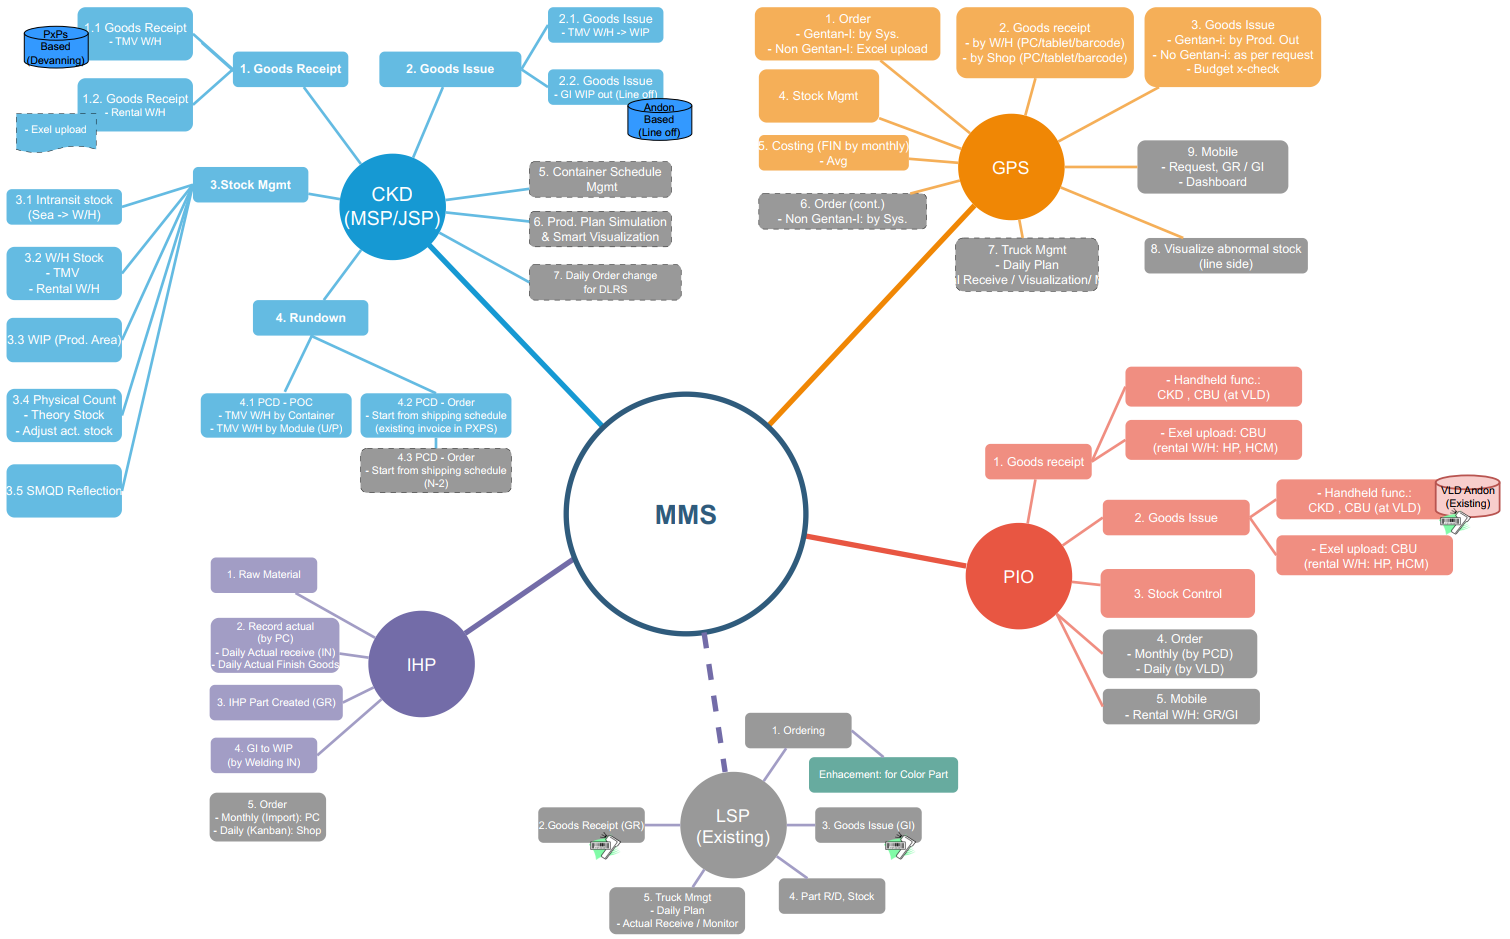 PxPs
Based
(Devanning)
1.1 Goods Receipt
- TMV W/H
1.2. Goods Receipt
- Rental W/H
- Exel upload
1. Goods Receipt
2. Goods Issue
2.1. Goods Issue
- TMV W/H -> WIP
2.2. Goods Issue
- GI WIP out (Line off)
Andon
Based
(Line off)
3.Stock Mgmt
3.1 Intransit stock
(Sea -> W/H)
3.2 W/H Stock
- TMV
- Rental W/H
3.3 WIP (Prod. Area)
3.4 Physical Count
- Theory Stock
- Adjust act. stock
3.5 SMQD Reflection
CKD
(MSP/JSP)
5. Container Schedule
Mgmt
6. Prod. Plan Simulation
& Smart Visualization
7. Daily Order change
for DLRS
4. Rundown
4.1 PCD - POC
- TMV W/H by Container
- TMV W/H by Module (U/P)
4.2 PCD - Order
- Start from shipping schedule
(existing invoice in PXPS)
4.3 PCD - Order
- Start from shipping schedule
(N-2)
1. Order
- Gentan-I: by Sys.
- Non Gentan-I: Excel upload
2. Goods receipt
- by W/H (PC/tablet/barcode)
- by Shop (PC/tablet/barcode)
3. Goods Issue
- Gentan-i: by Prod. Out
- No Gentan-i: as per request
- Budget x-check
4. Stock Mgmt
5. Costing (FIN by monthly)
- Avg
6. Order (cont.)
- Non Gentan-I: by Sys.
GPS
9. Mobile
- Request, GR / GI
- Dashboard
7. Truck Mgmt
- Daily Plan
l Receive / Visualization/
8. Visualize abnormal stock
(line side)
MMS
- Handheld func.:
CKD , CBU (at VLD)
- Exel upload: CBU
(rental W/H: HP, HCM)
1. Goods receipt
2. Goods Issue
- Handheld func.:
CKD , CBU (at VLD)
VLD Andon
(Existing)
- Exel upload: CBU
(rental W/H: HP, HCM)
PIO
3. Stock Control
4. Order
- Monthly (by PCD)
- Daily (by VLD)
5. Mobile
- Rental W/H: GR/GI
1. Raw Material
2. Record actual
(by PC)
- Daily Actual receive (IN)
- Daily Actual Finish Goods
3. IHP Part Created (GR)
4. GI to WIP
(by Welding IN)
5. Order
- Monthly (Import): PC
- Daily (Kanban): Shop
IHP
1. Ordering
Enhacement: for Color Part
2.Goods Receipt (GR)
LSP
(Existing)
3. Goods Issue (GI)
4. Part R/D, Stock
5. Truck Mmgt
- Daily Plan
- Actual Receive / Monitor